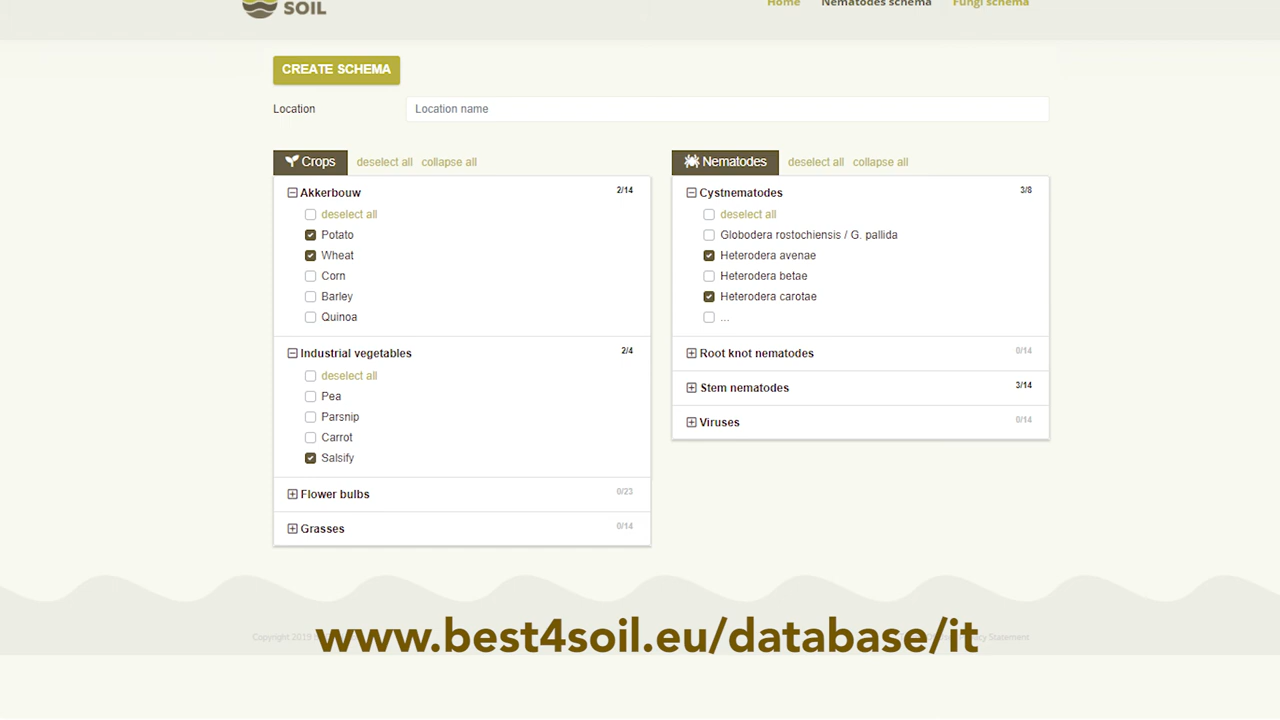 SOIL
Home Nematodes schema Fungi schema
CREATE SCHEMA
Location Location name
Crops deselect all collapse all
Akkerbouw 2/14
deselect all
Potato
Wheat
Corn
Barley
Quinoa
Industrial vegetables 2/4
deselect all
Pea
Parsnip
Carrot
Salsify
Flower bulbs 0/23
Grasses 0/14
Nematodes deselect all collapse all
Cystnematodes 3/8
deselect all
Globodera rostochiensis / G. pallida
Heterodera avenae
Heterodera betae
Heterodera carotae
...
Root knot nematodes 0/14
Stem nematodes 3/14
Viruses 0/14
www.best4soil.eu/database/it
Copyright 2019 Statement